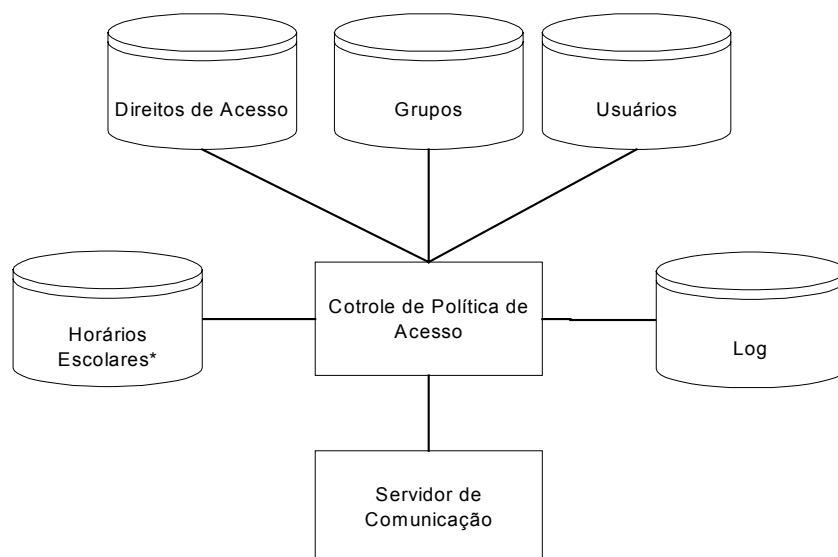 Direitos de Acesso
Grupos
Usuários
Horários
Escolares*
Cotrole de Política de
Acesso
Log
Servidor de
Comunicação